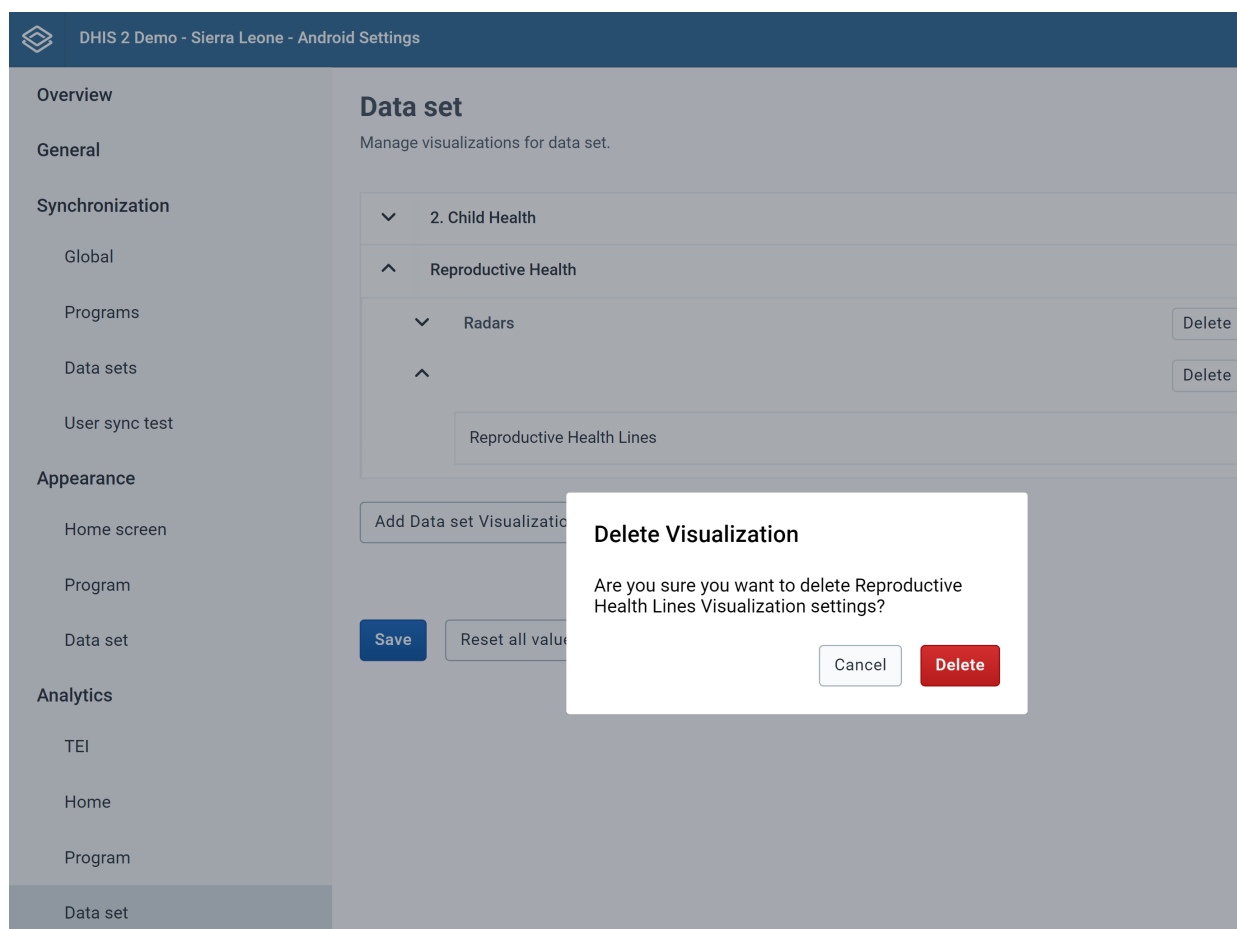 DHIS 2 Demo - Sierra Leone - Android Settings
Overview
General
Synchronization
Global
Programs
Data sets
User sync test
Appearance
Home screen
Program
Data set
Analytics
TEI
Home
Program
Data set
Data set
Manage visualizations for data set.
2. Child Health
Reproductive Health
Radars
Delete
Delete
Reproductive Health Lines
Add Data set Visualizatio
Save
Reset all value
Delete Visualization
Are you sure you want to delete Reproductive
Health Lines Visualization settings?
Cancel
Delete